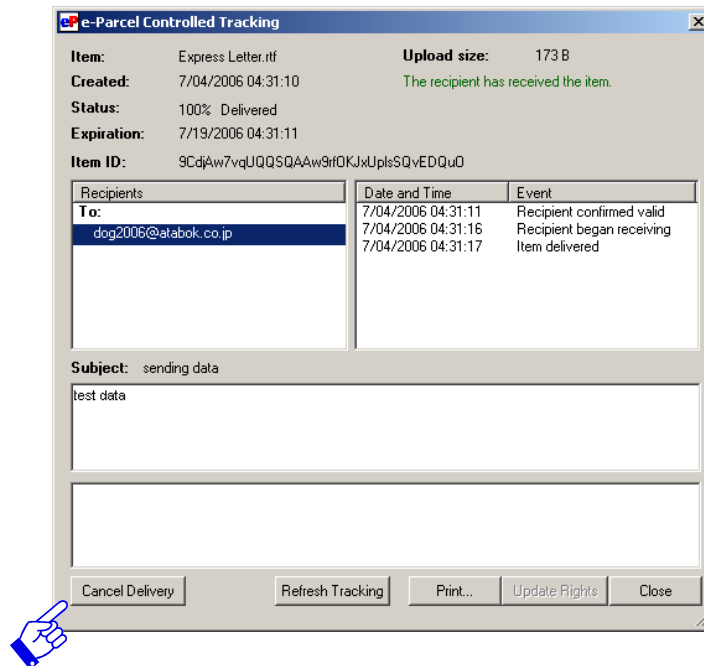 eP e-Parcel Controlled Tracking
Item: Express Letter.rtf Upload size: 173 B
Created: 7/04/2006 04:31:10 The recipient has received the item.
Status: 100% Delivered
Expiration: 7/19/2006 04:31:11
Item ID: 9CdjAw7vqUQQSQAAw9rfOKJxUplsSQvEDQuO
Recipients Date and Time Event
To: 7/04/2006 04:31:11 Recipient confirmed valid
dog2006@atabok.co.jp 7/04/2006 04:31:16 Recipient began receiving
7/04/2006 04:31:17 Item delivered
Subject: sending data
test data
Cancel Delivery Refresh Tracking Print... Update Rights Close